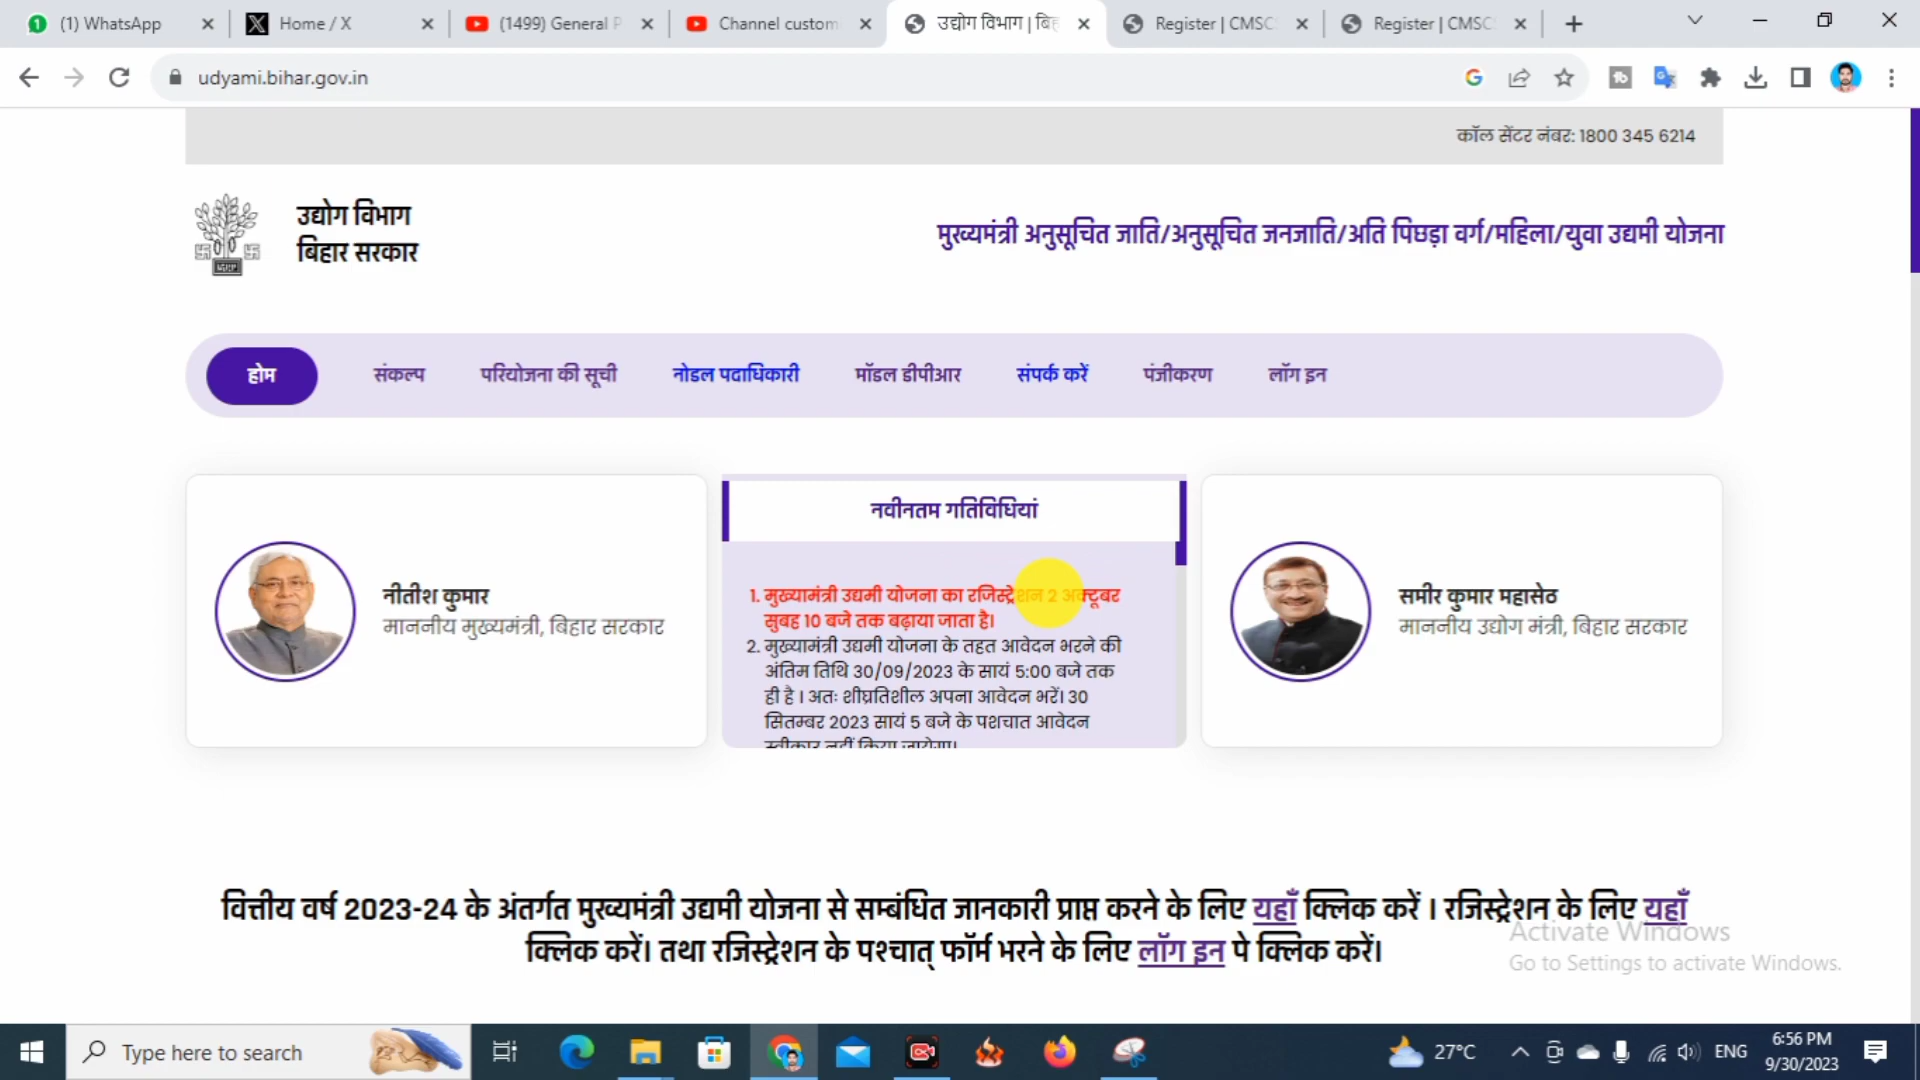 (1) WhatsApp
Home / X
(1499) General P
Channel custom
उद्योग विभाग | बिह
Register | CMSC
Register | CMSC
udyami.bihar.gov.in
कॉल सेंटर नंबर: 1800 345 6214
उद्योग विभाग
बिहार सरकार
मुख्यमंत्री अनुसूचित जाति/अनुसूचित जनजाति/अति पिछड़ा वर्ग/महिला/युवा उद्यमी योजना
होम संकल्प परियोजना की सूची नोडल पदाधिकारी मॉडल डीपीआर संपर्क करें पंजीकरण लॉग इन
नवीनतम गतिविधियां
1. मुख्यामंत्री उद्यमी योजना का रजिस्ट्रेशन 2 अक्टूबर
सुबह 10 बजे तक बढ़ाया जाता है।
2. मुख्यामंत्री उद्यमी योजना के तहत आवेदन भरने की
अंतिम तिथि 30/09/2023 के सायं 5:00 बजे तक
ही है । अतः शीघ्रतिशील अपना आवेदन भरें। 30
सितम्बर 2023 सायं 5 बजे के पशचात आवेदन
स्वीकार नहीं किया जायेगा।
नीतीश कुमार
माननीय मुख्यमंत्री, बिहार सरकार
समीर कुमार महासेठ
माननीय उद्योग मंत्री, बिहार सरकार
वित्तीय वर्ष 2023-24 के अंतर्गत मुख्यमंत्री उद्यमी योजना से सम्बंधित जानकारी प्राप्त करने के लिए यहाँ क्लिक करें । रजिस्ट्रेशन के लिए यहाँ
क्लिक करें। तथा रजिस्ट्रेशन के पश्चात् फॉर्म भरने के लिए लॉग इन पे क्लिक करें।
Activate Windows
Go to Settings to activate Windows.
Type here to search
27°C
ENG
6:56 PM
9/30/2023